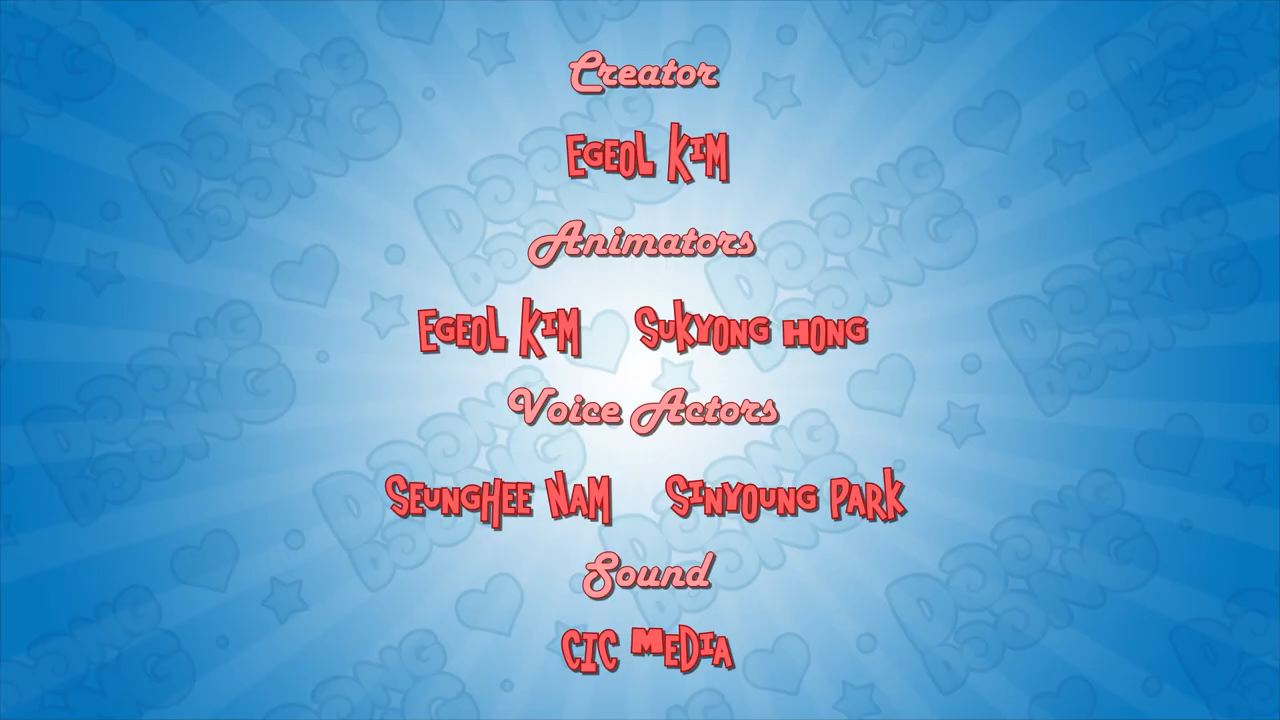 Creator
EGEOL KIM
Animators
EGEOL KIM SUKYONG HONG
Voice Actors
SEUNGHEE NAM SINYOUNG PARK
Sound
CIC MEDIA